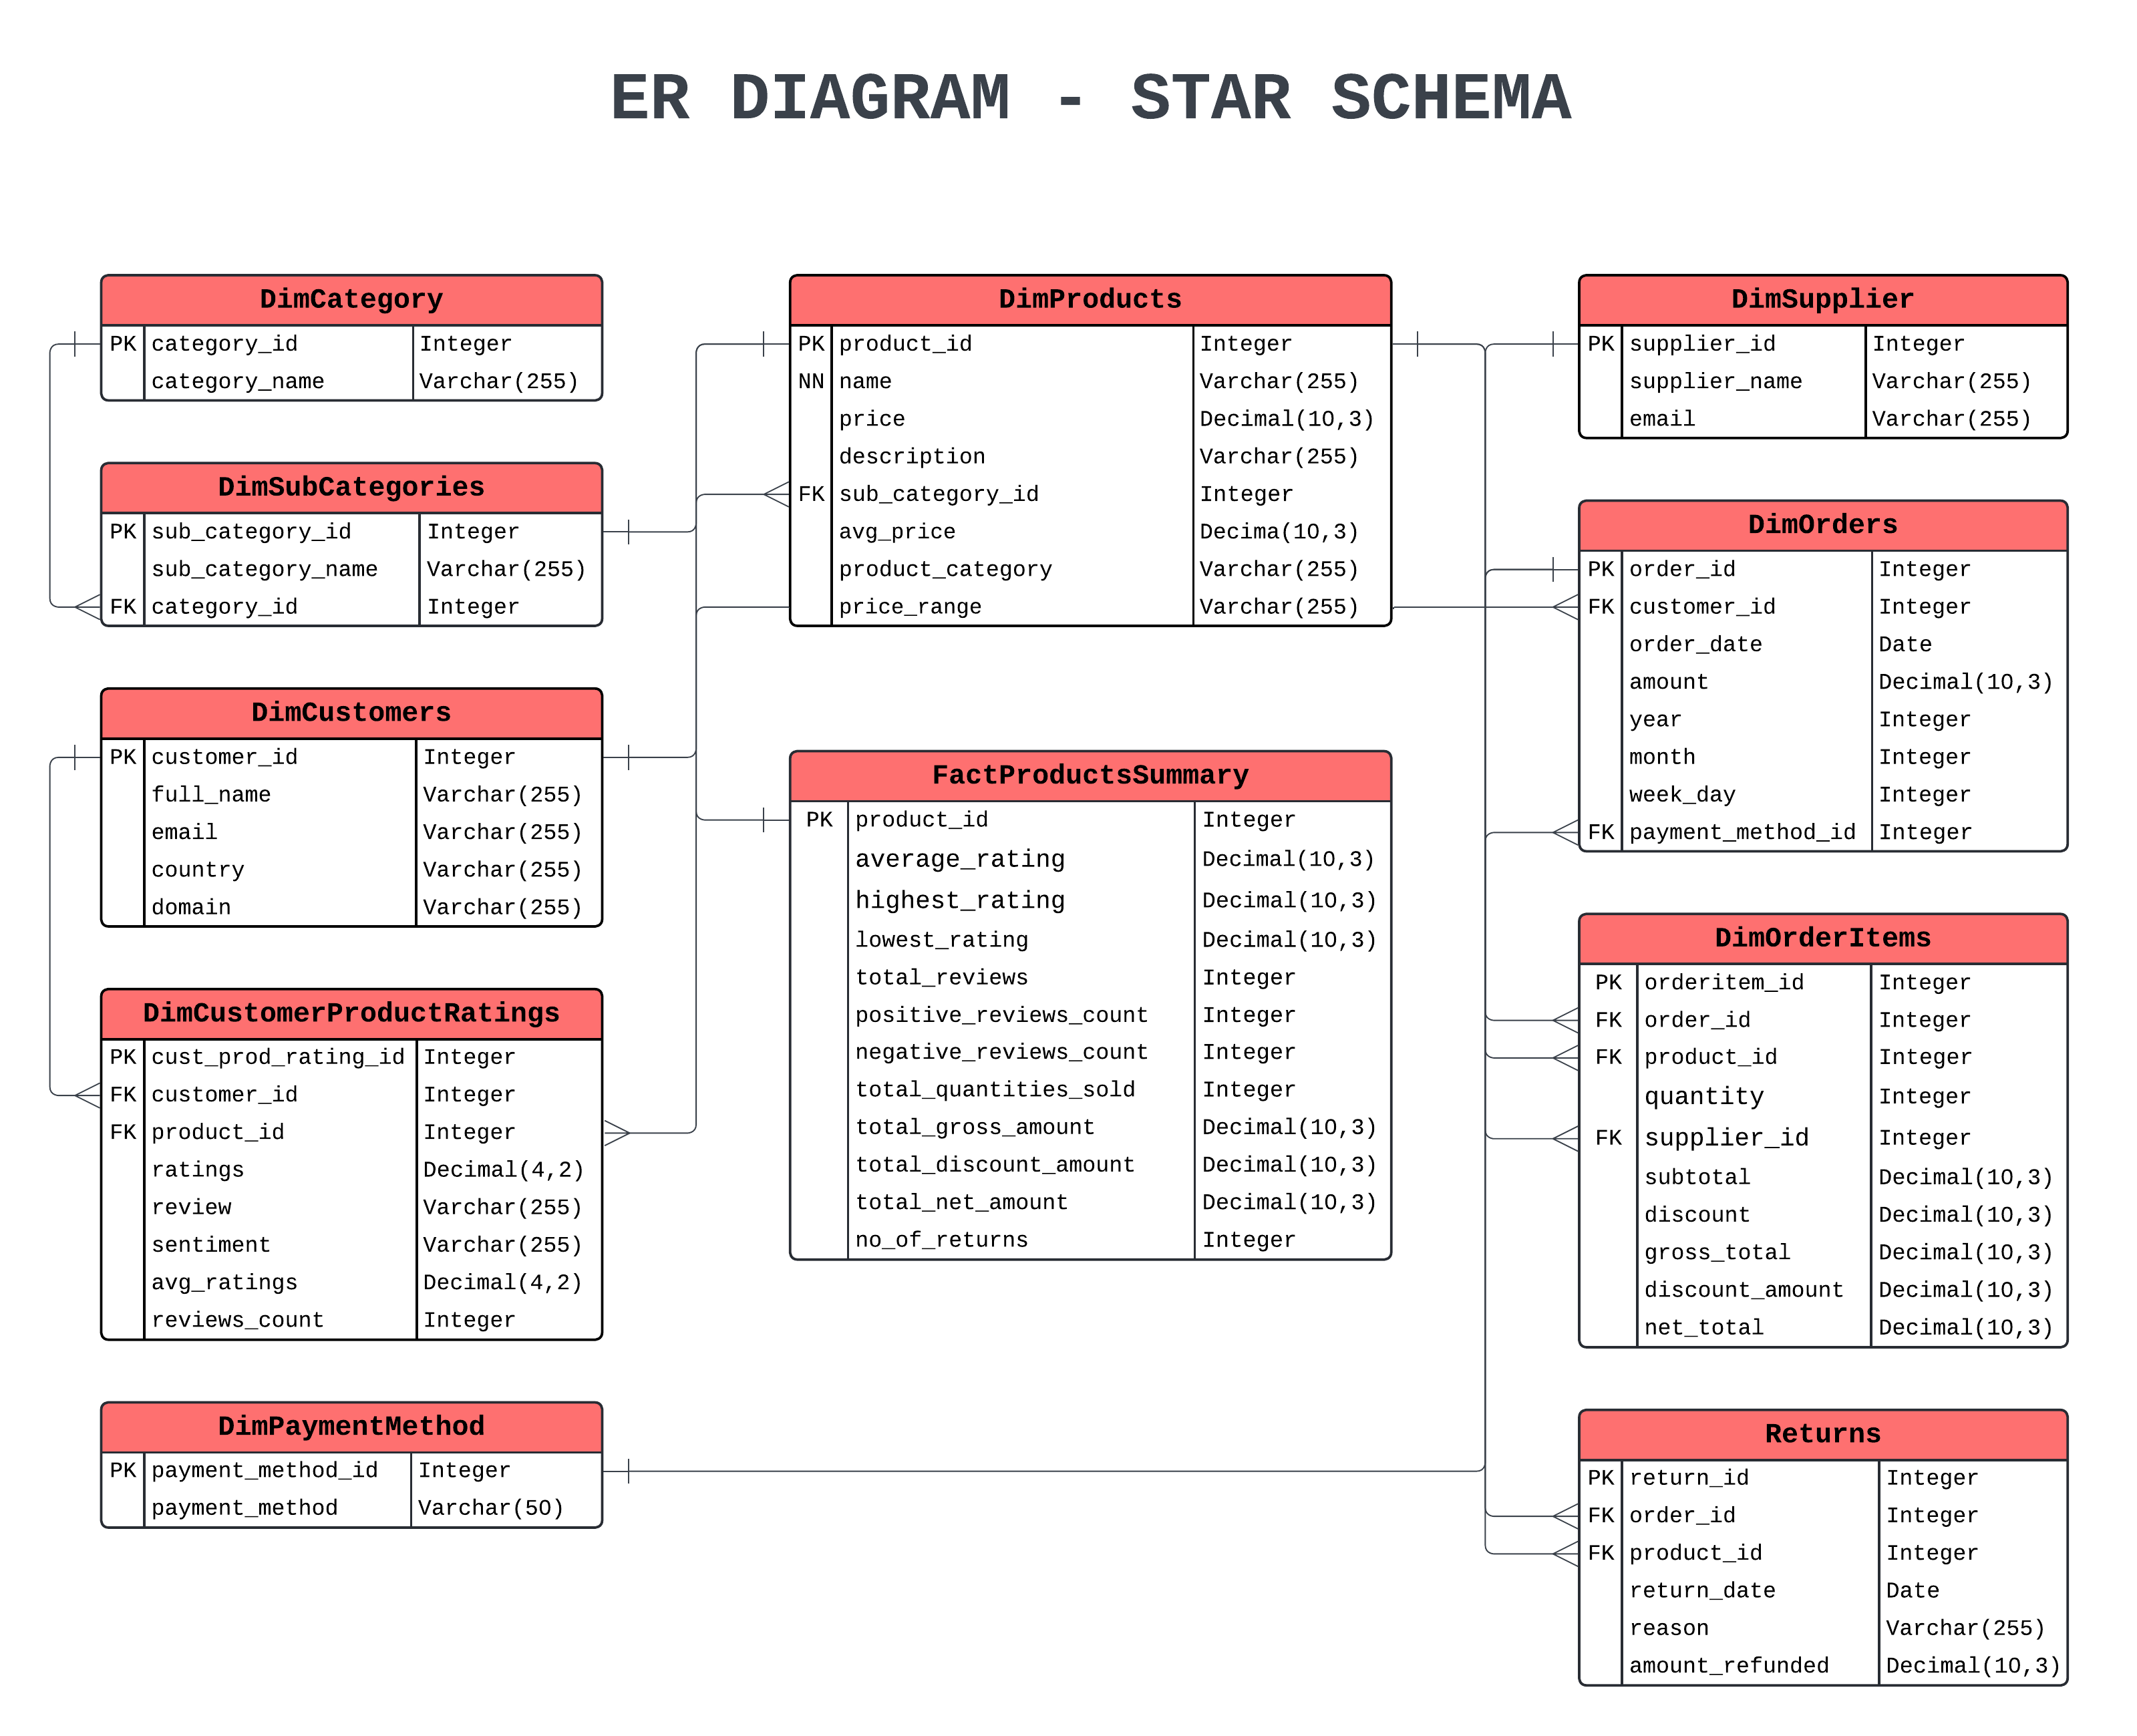 ER DIAGRAM - STAR SCHEMA
DimCategory
PK category_id Integer
category_name Varchar(255)
DimSubCategories
PK sub_category_id Integer
sub_category_name Varchar(255)
FK category_id Integer
DimCustomers
PK customer_id Integer
full_name Varchar(255)
email Varchar(255)
country Varchar(255)
domain Varchar(255)
DimCustomerProductRatings
PK cust_prod_rating_id Integer
FK customer_id Integer
FK product_id Integer
ratings Decimal(4,2)
review Varchar(255)
sentiment Varchar(255)
avg_ratings Decimal(4,2)
reviews_count Integer
DimPaymentMethod
PK payment_method_id Integer
payment_method Varchar(50)
DimProducts
PK product_id Integer
NN name Varchar(255)
price Decimal(10,3)
description Varchar(255)
FK sub_category_id Integer
avg_price Decima(10,3)
product_category Varchar(255)
price_range Varchar(255)
FactProductsSummary
PK product_id Integer
average_rating Decimal(10,3)
highest_rating Decimal(10,3)
lowest_rating Decimal(10,3)
total_reviews Integer
positive_reviews_count Integer
negative_reviews_count Integer
total_quantities_sold Integer
total_gross_amount Decimal(10,3)
total_discount_amount Decimal(10,3)
total_net_amount Decimal(10,3)
no_of_returns Integer
DimSupplier
PK supplier_id Integer
supplier_name Varchar(255)
email Varchar(255)
DimOrders
PK order_id Integer
FK customer_id Integer
order_date Date
amount Decimal(10,3)
year Integer
month Integer
week_day Integer
FK payment_method_id Integer
DimOrderItems
PK orderitem_id Integer
FK order_id Integer
FK product_id Integer
quantity Integer
FK supplier_id Integer
subtotal Decimal(10,3)
discount Decimal(10,3)
gross_total Decimal(10,3)
discount_amount Decimal(10,3)
net_total Decimal(10,3)
Returns
PK return_id Integer
FK order_id Integer
FK product_id Integer
return_date Date
reason Varchar(255)
amount_refunded Decimal(10,3)